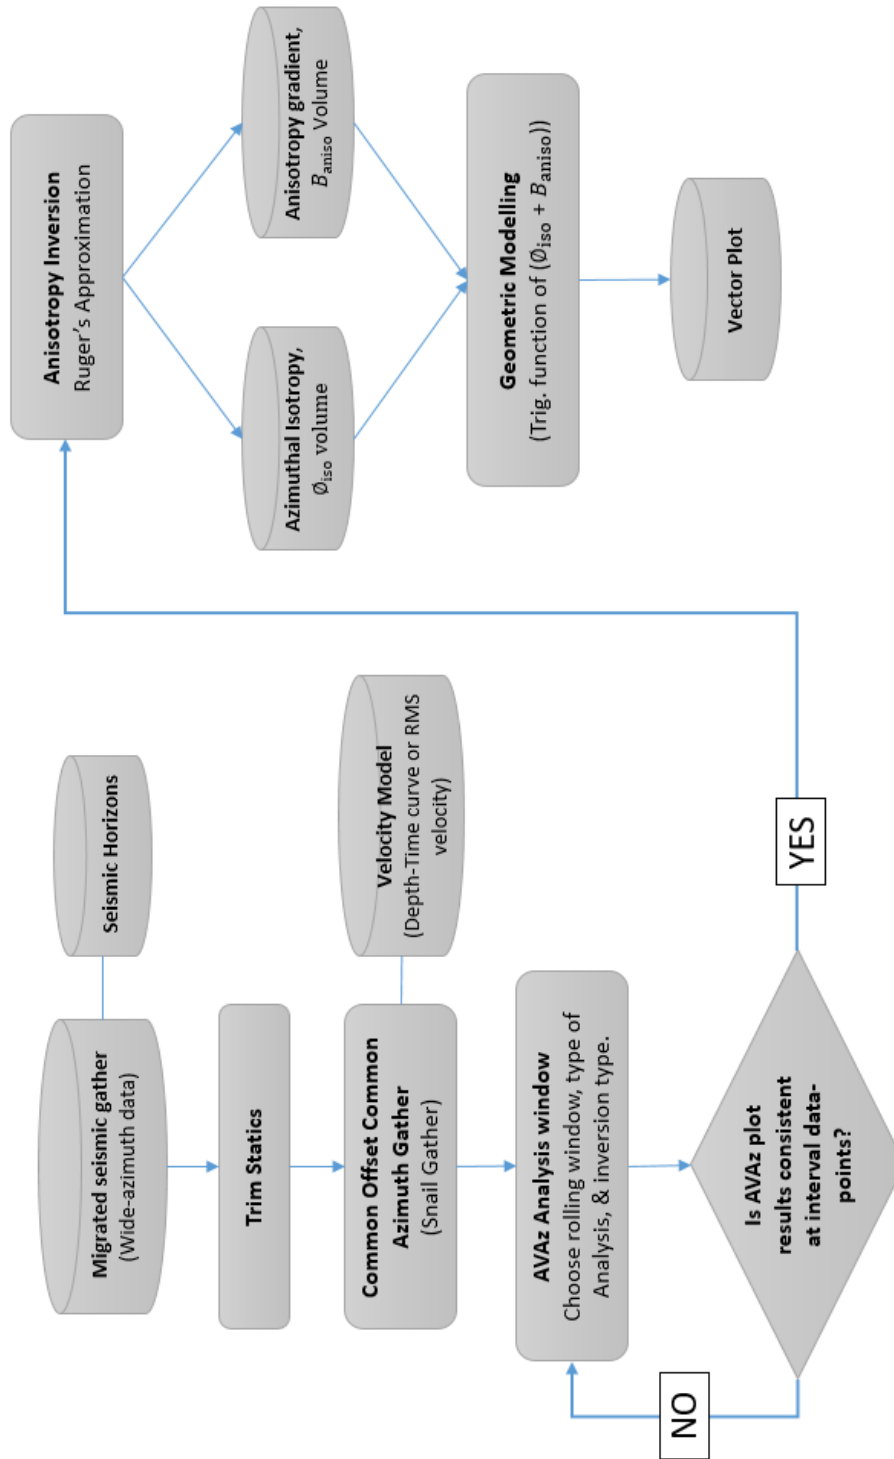 Migrated seismic gather
(Wide-azimuth data)
Seismic Horizons
Trim Statics
Common Offset Common
Azimuth Gather
(Snail Gather)
Velocity Model
(Depth-Time curve or RMS
velocity)
AVAz Analysis window
Choose rolling window, type of
Analysis, & inversion type.
Is AVAz plot
results consistent
at interval data-
points?
NO
YES
Anisotropy Inversion
Ruger's Approximation
Azimuthal Isotropy,
Ø_iso volume
Anisotropy gradient,
B_aniso Volume
Geometric Modelling
(Trig. function of (Ø_iso + B_aniso))
Vector Plot